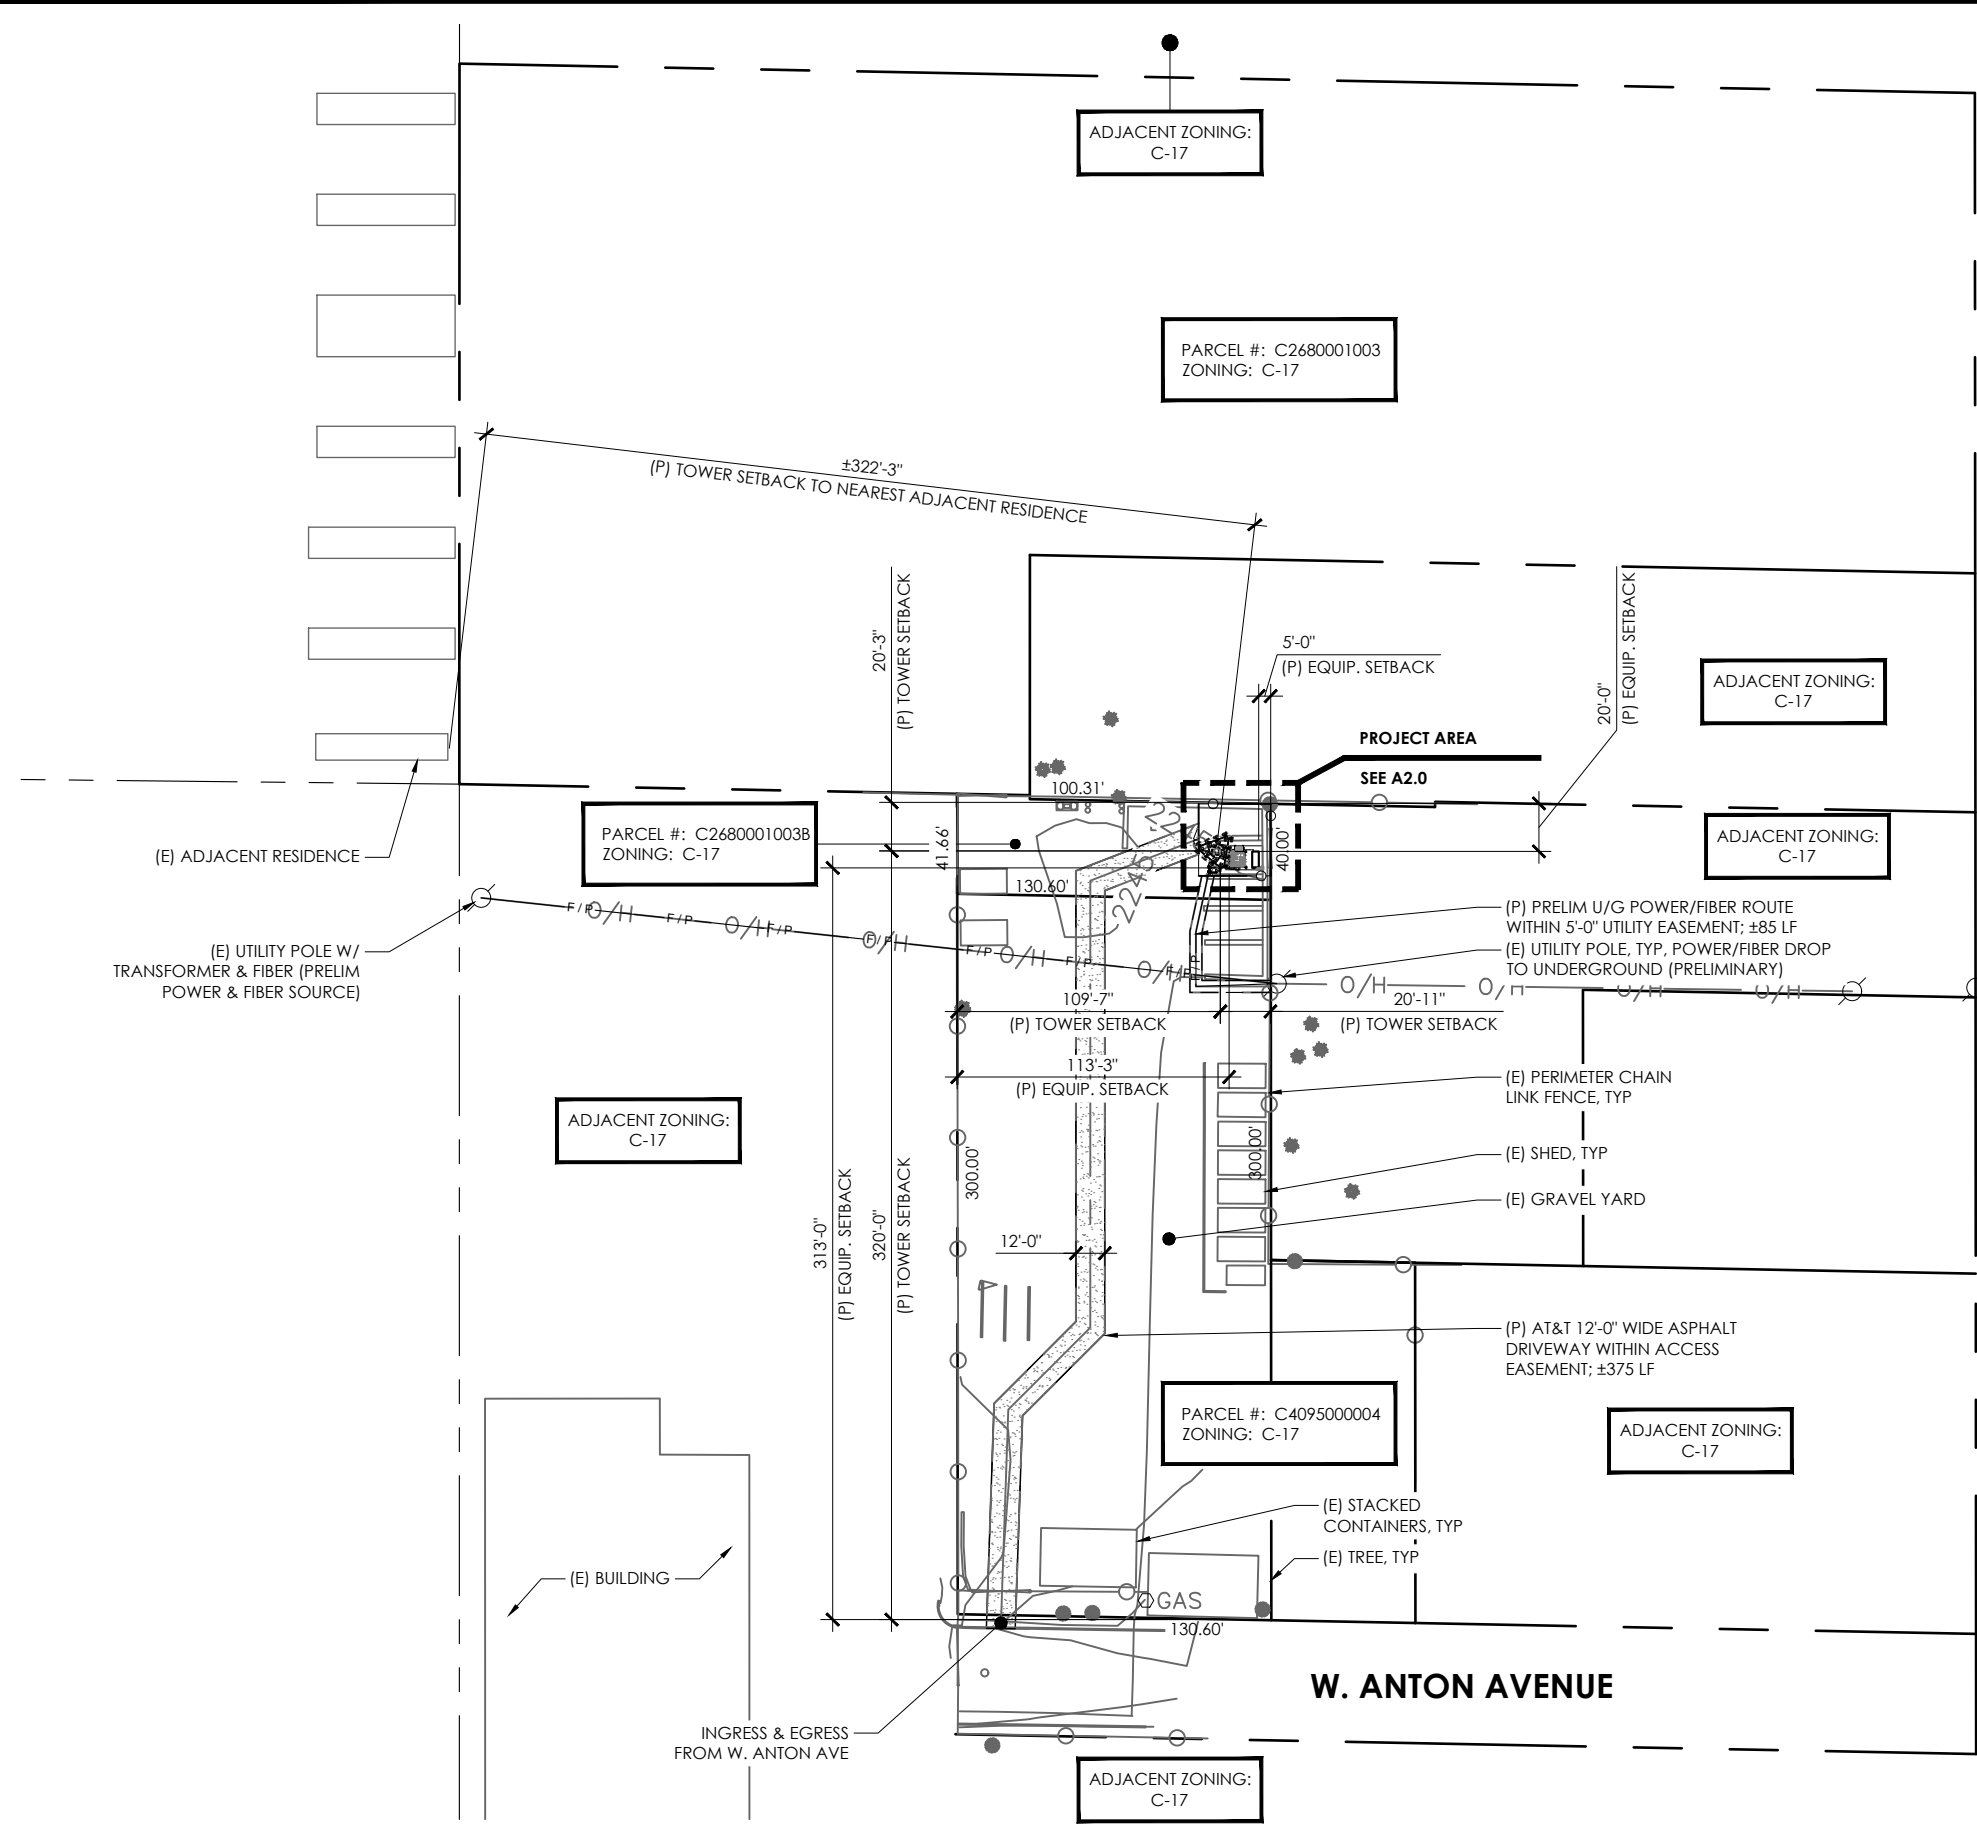 ADJACENT ZONING:
C-17
PARCEL #: C2680001003
ZONING: C-17
±322'-3"
(P) TOWER SETBACK TO NEAREST ADJACENT RESIDENCE
20'-3"
(P) TOWER SETBACK
5'-0"
(P) EQUIP. SETBACK
20'-0"
(P) EQUIP. SETBACK
ADJACENT ZONING:
C-17
PROJECT AREA
SEE A2.0
100.31'
PARCEL #: C2680001003B
ZONING: C-17
41.66'
40.00'
2245
130.60'
ADJACENT ZONING:
C-17
(E) ADJACENT RESIDENCE
(E) UTILITY POLE W/
TRANSFORMER & FIBER (PRELIM
POWER & FIBER SOURCE)
F/P O/H F/P O/H F/P O/H F/P O/H F/P O/H F/P
F/P
O/H O/H O/H O/H
(P) PRELIM U/G POWER/FIBER ROUTE
WITHIN 5'-0" UTILITY EASEMENT; ±85 LF
(E) UTILITY POLE, TYP, POWER/FIBER DROP
TO UNDERGROUND (PRELIMINARY)
109'-7"
(P) TOWER SETBACK
20'-11"
(P) TOWER SETBACK
113'-3"
(P) EQUIP. SETBACK
(E) PERIMETER CHAIN
LINK FENCE, TYP
ADJACENT ZONING:
C-17
300.00'
300.00'
(E) SHED, TYP
(E) GRAVEL YARD
313'-0"
(P) EQUIP. SETBACK
320'-0"
(P) TOWER SETBACK
12'-0"
(P) AT&T 12'-0" WIDE ASPHALT
DRIVEWAY WITHIN ACCESS
EASEMENT; ±375 LF
PARCEL #: C4095000004
ZONING: C-17
ADJACENT ZONING:
C-17
(E) STACKED
CONTAINERS, TYP
(E) TREE, TYP
(E) BUILDING
GAS
130.60'
W. ANTON AVENUE
INGRESS & EGRESS
FROM W. ANTON AVE
ADJACENT ZONING:
C-17